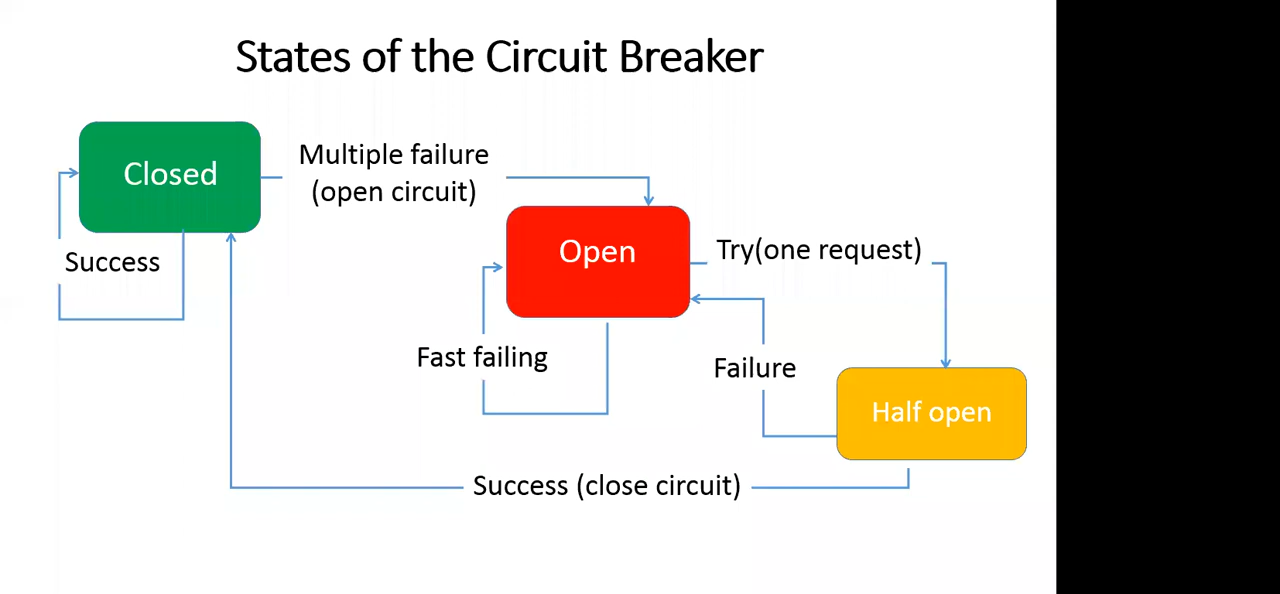 States of the Circuit Breaker
Closed
Multiple failure
(open circuit)
Success
Open
Try(one request)
Fast failing
Failure
Half open
Success (close circuit)